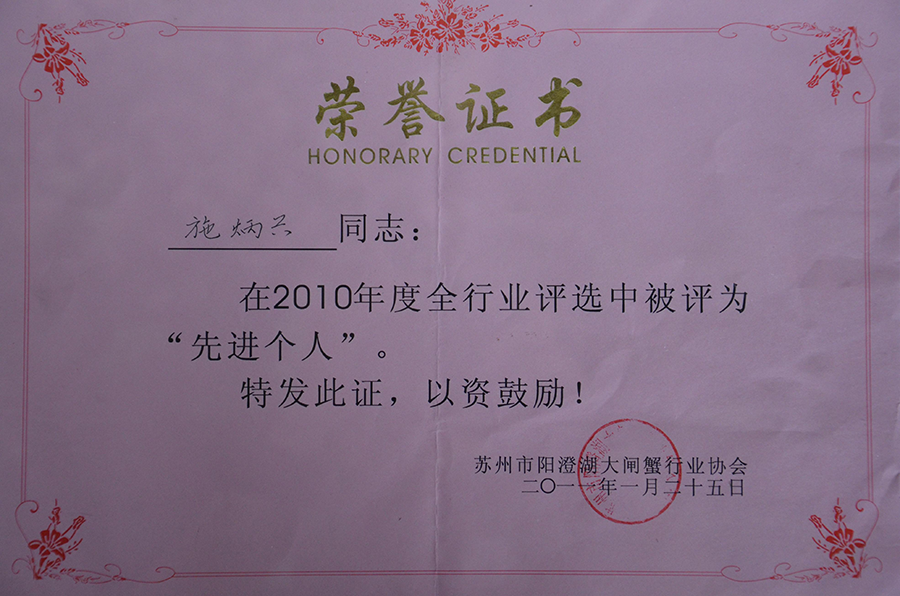 荣誉证书
HONORARY CREDENTIAL
施炳芬同志：
在2010年度全行业评选中被评为
“先进个人”。
特发此证，以资鼓励！
苏州市阳澄湖大闸蟹行业协会
二〇一一年一月二十五日